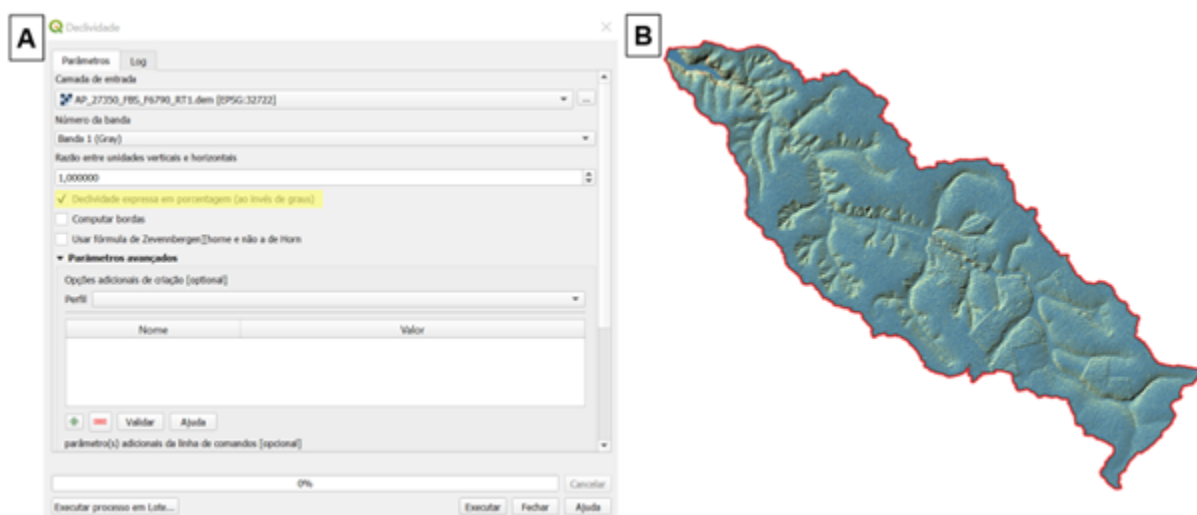 A
Declividade
Parâmetros Log
Camada de entrada
AP_27350_FBS_F6790_RT1.dem [EPSG:32722]
...
Número da banda
Banda 1 (Gray)
Razão entre unidades verticais e horizontais
1,000000
Declividade expressa em porcentagem (ao invés de graus)
Computar bordas
Usar fórmula de e não a de Horn
Parâmetros avançados
Opções adicionais de criação [optional]
Perfil
Nome Valor
Validar Ajuda
parâmetro(s) adicionais da linha de comandos [opcional]
0%
Cancelar
Executar processo em Lote...
Executar Fechar Ajuda
B